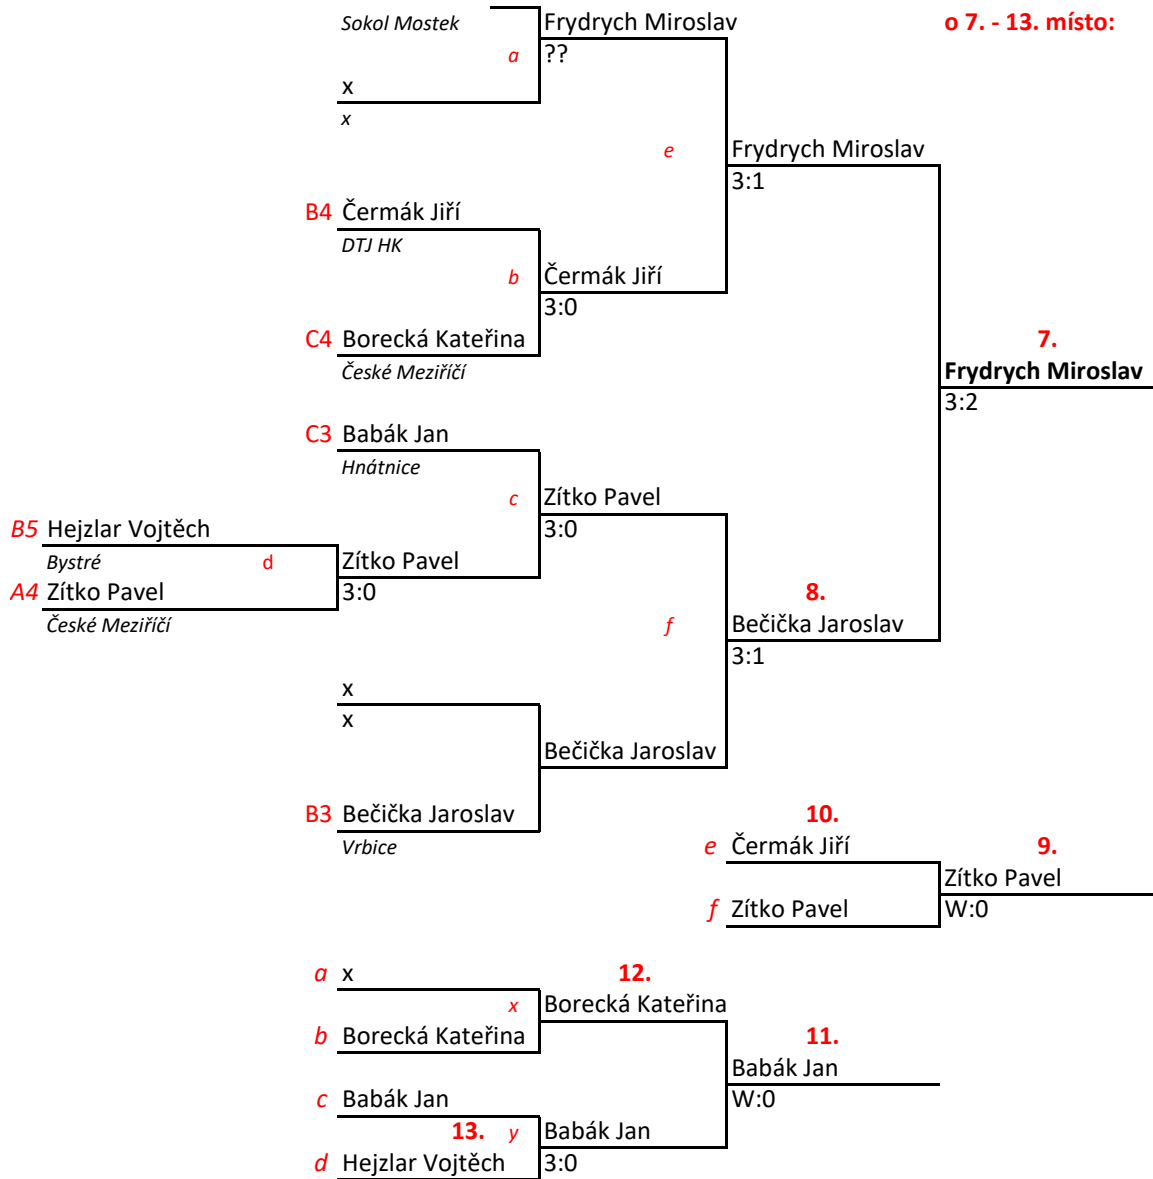 Sokol Mostek
Frydrych Miroslav
o 7. - 13. místo:
a
??
x
x
e
Frydrych Miroslav
3:1
B4 Čermák Jiří
DTJ HK
b
Čermák Jiří
3:0
C4 Borecká Kateřina
České Meziříčí
7.
Frydrych Miroslav
3:2
C3 Babák Jan
Hnátnice
c
Zítko Pavel
3:0
B5 Hejzlar Vojtěch
Bystré
d
Zítko Pavel
3:0
A4 Zítko Pavel
České Meziříčí
8.
f
Bečička Jaroslav
3:1
x
x
Bečička Jaroslav
B3 Bečička Jaroslav
Vrbice
10.
e Čermák Jiří
9.
Zítko Pavel
W:0
f Zítko Pavel
a x
12.
x
Borecká Kateřina
b Borecká Kateřina
11.
Babák Jan
W:0
c Babák Jan
13.
y
Babák Jan
3:0
d Hejzlar Vojtěch